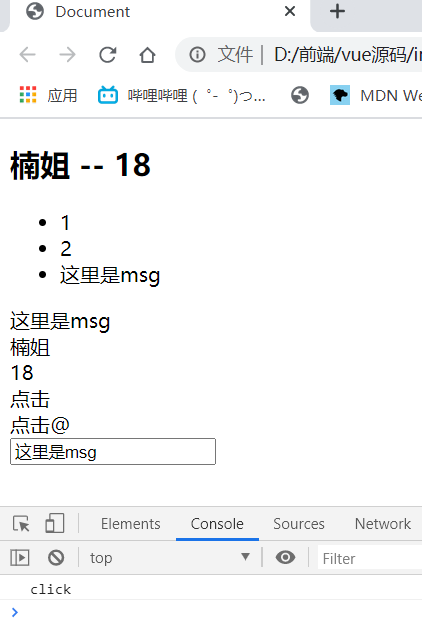 Document
文件 | D:/前端/vue源码/in
应用 哔哩哔哩 (゜-゜)つ... MDN We
楠姐 -- 18
1
2
这里是msg
这里是msg
楠姐
18
点击
点击@
这里是msg
Elements Console Sources Network
top Filter
click